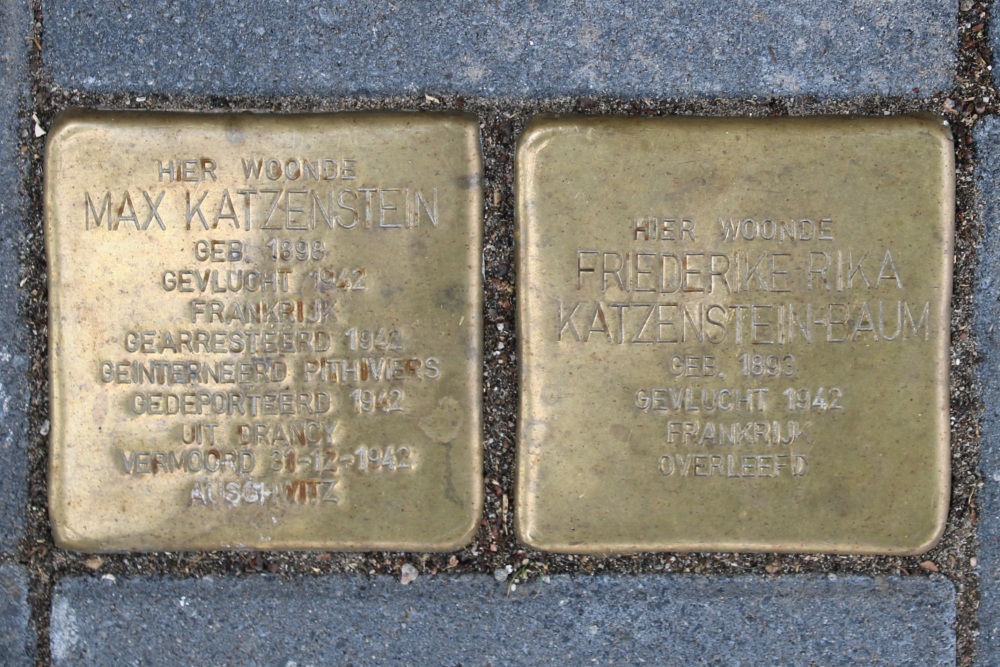 HIER WOONDE
MAX KATZENSTEIN
GEB. 1898
GEVLUCHT 1942
FRANKRIJK
GEARRESTEERD 1942
GEÏNTERNEERD PITHIVIERS
GEDEPORTEERD 1942
UIT DRANCY
VERMOORD 31-12-1942
AUSCHWITZ
HIER WOONDE
FRIEDERIKE RIKA
KATZENSTEIN-BAUM
GEB. 1893
GEVLUCHT 1942
FRANKRIJK
OVERLEEFD